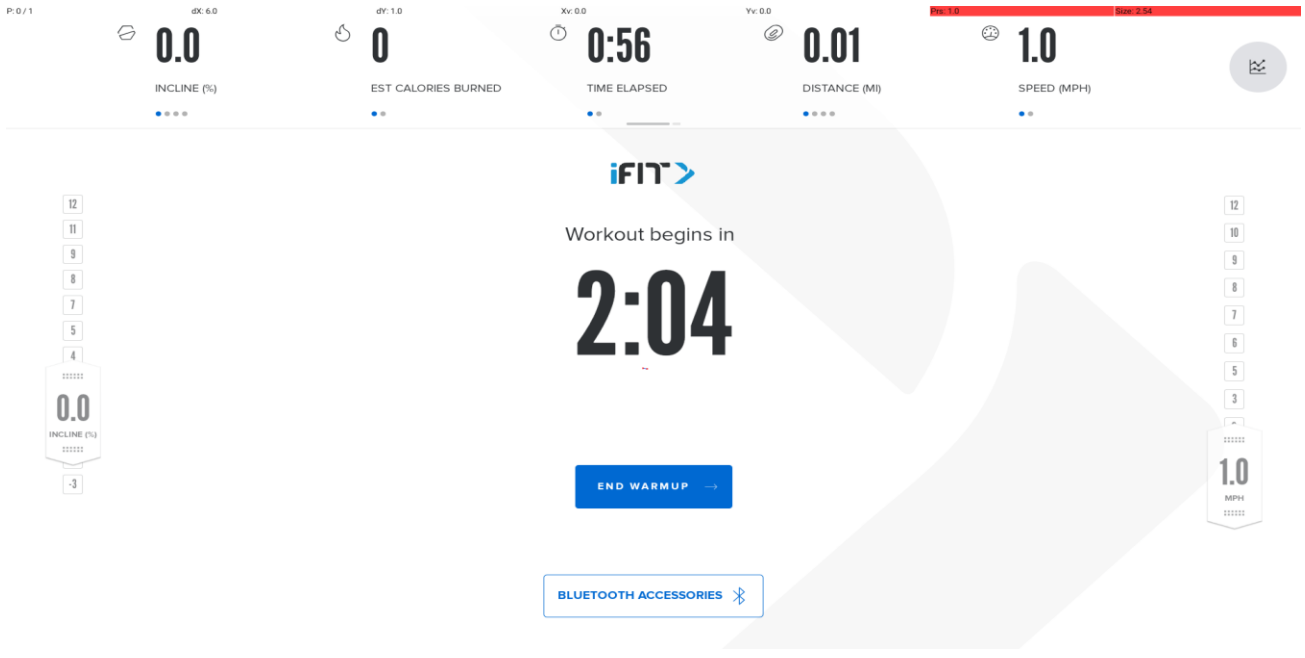 P: 0 / 1 dX: 6.0 dY: 1.0 Xv: 0.0 Yv: 0.0 Prs: 1.0 Size: 2.54
0.0 0 0:56 0.01 1.0
INCLINE (%) EST CALORIES BURNED TIME ELAPSED DISTANCE (MI) SPEED (MPH)
iFIT
Workout begins in
2:04
12
11
9
8
7
5
4
0.0
INCLINE (%)
-3
12
10
9
8
7
6
5
3
1.0
MPH
END WARMUP →
BLUETOOTH ACCESSORIES